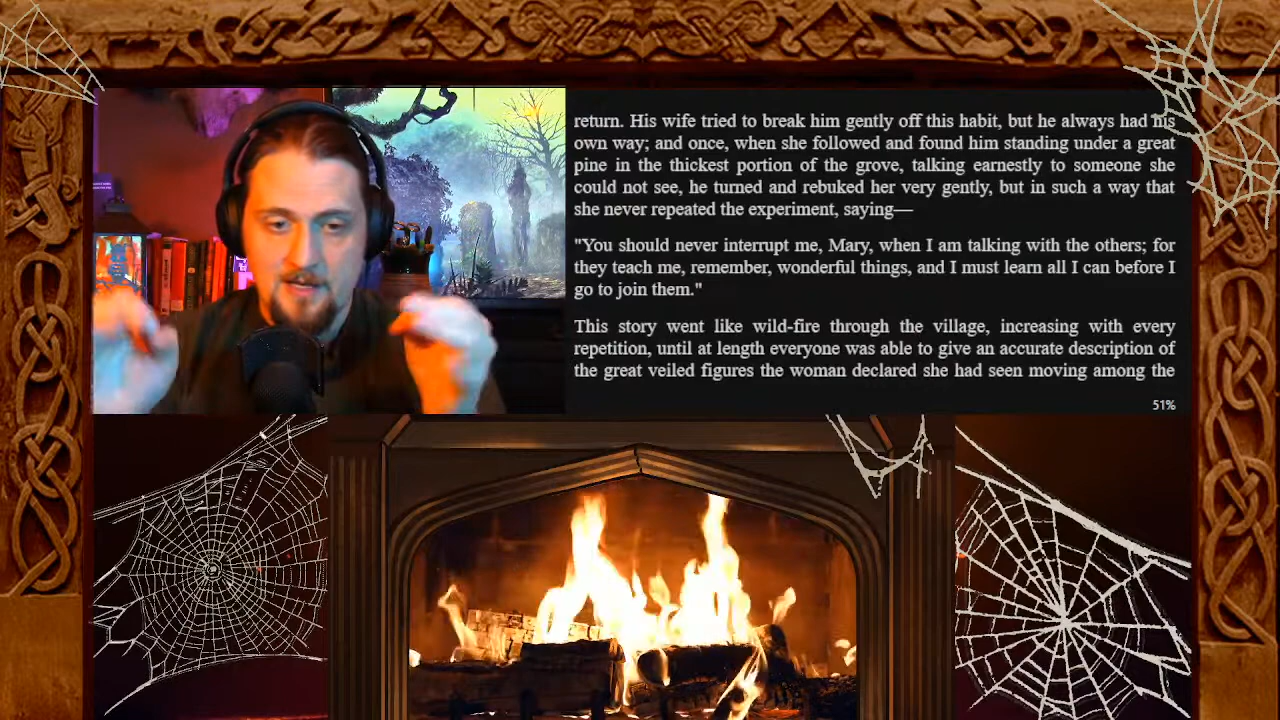 return. His wife tried to break him gently off this habit, but he always had his
own way; and once, when she followed and found him standing under a great
pine in the thickest portion of the grove, talking earnestly to someone she
could not see, he turned and rebuked her very gently, but in such a way that
she never repeated the experiment, saying—
"You should never interrupt me, Mary, when I am talking with the others; for
they teach me, remember, wonderful things, and I must learn all I can before I
go to join them."
This story went like wild-fire through the village, increasing with every
repetition, until at length everyone was able to give an accurate description of
the great veiled figures the woman declared she had seen moving among the
51%